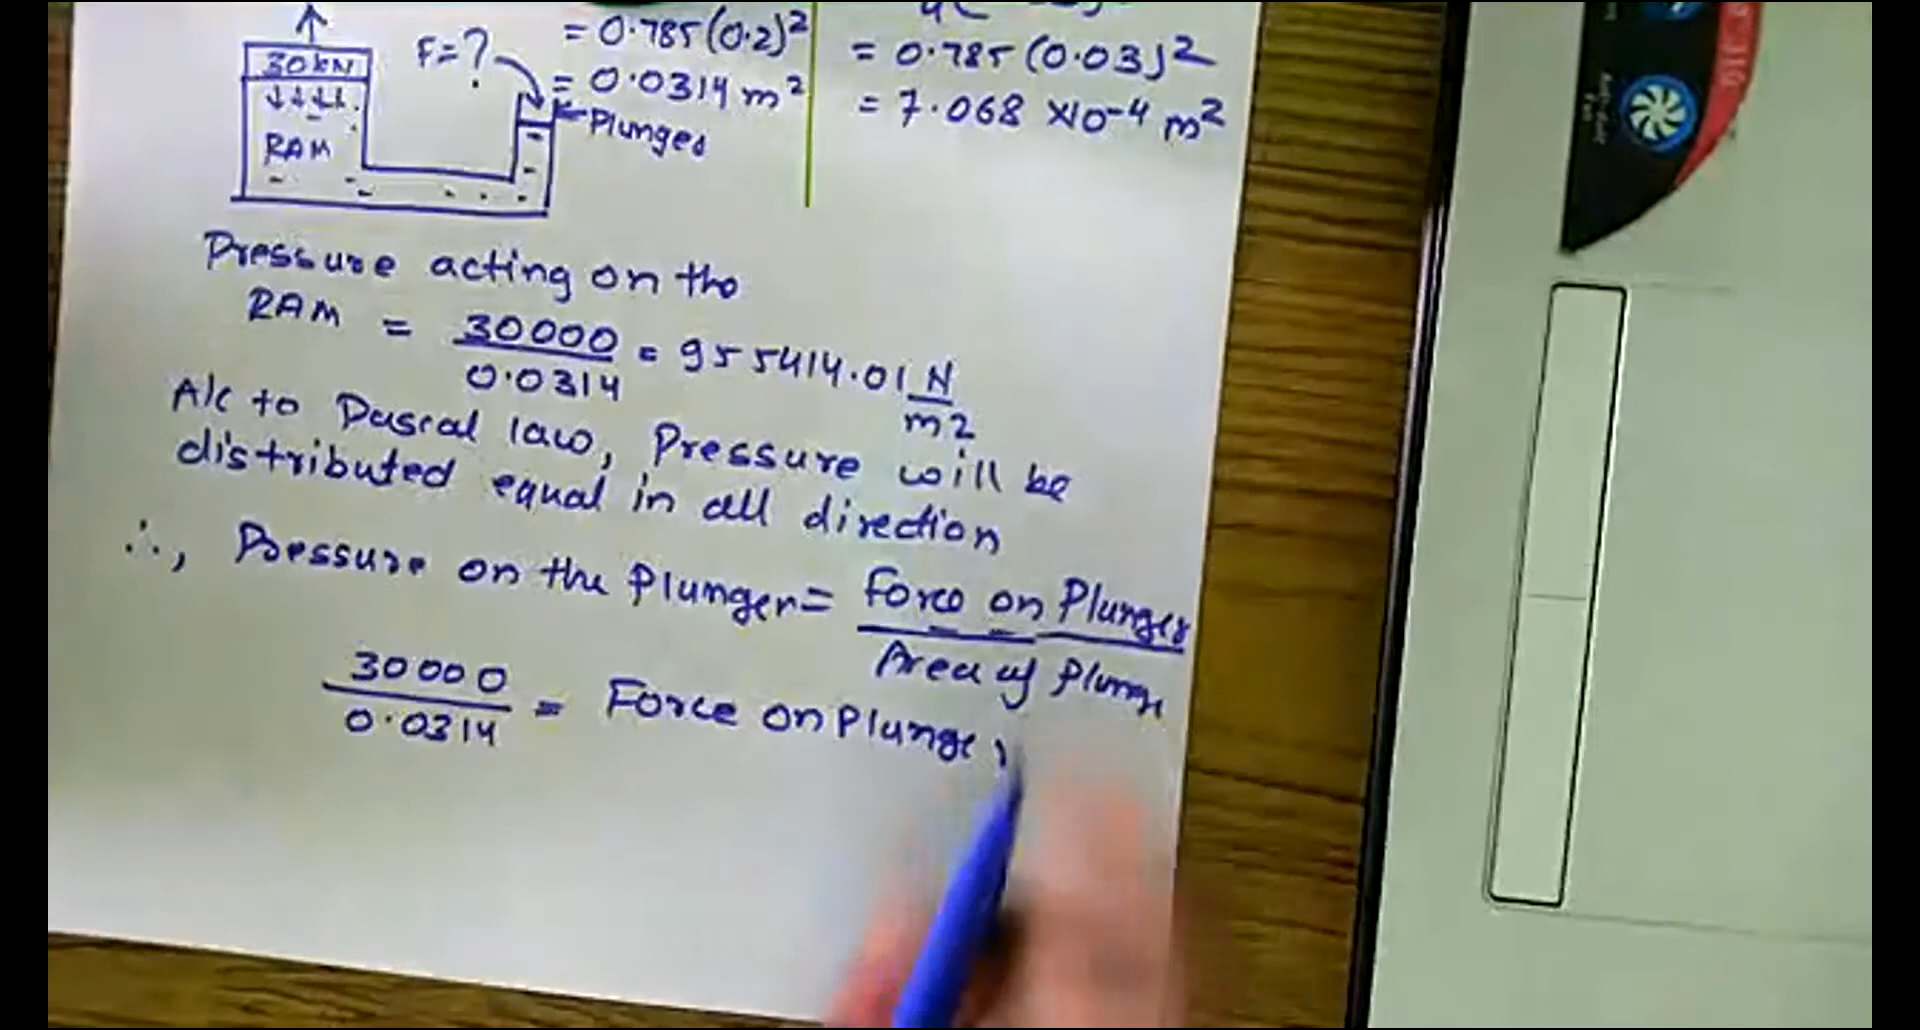 30kN
RAM
F=?
Plunger
= 0.785(0.2)²
= 0.0314 m²
= 0.785 (0.03)²
= 7.068 ×10-4 m²
Pressure acting on the
RAM = 30000 / 0.0314 = 955414.01 N/m2
A/c to Pascal law, Pressure will be
distributed equal in all direction
∴, Pressure on the Plunger = Force on Plunger / Area of Plunge
30000 / 0.0314 = Force on Plunger